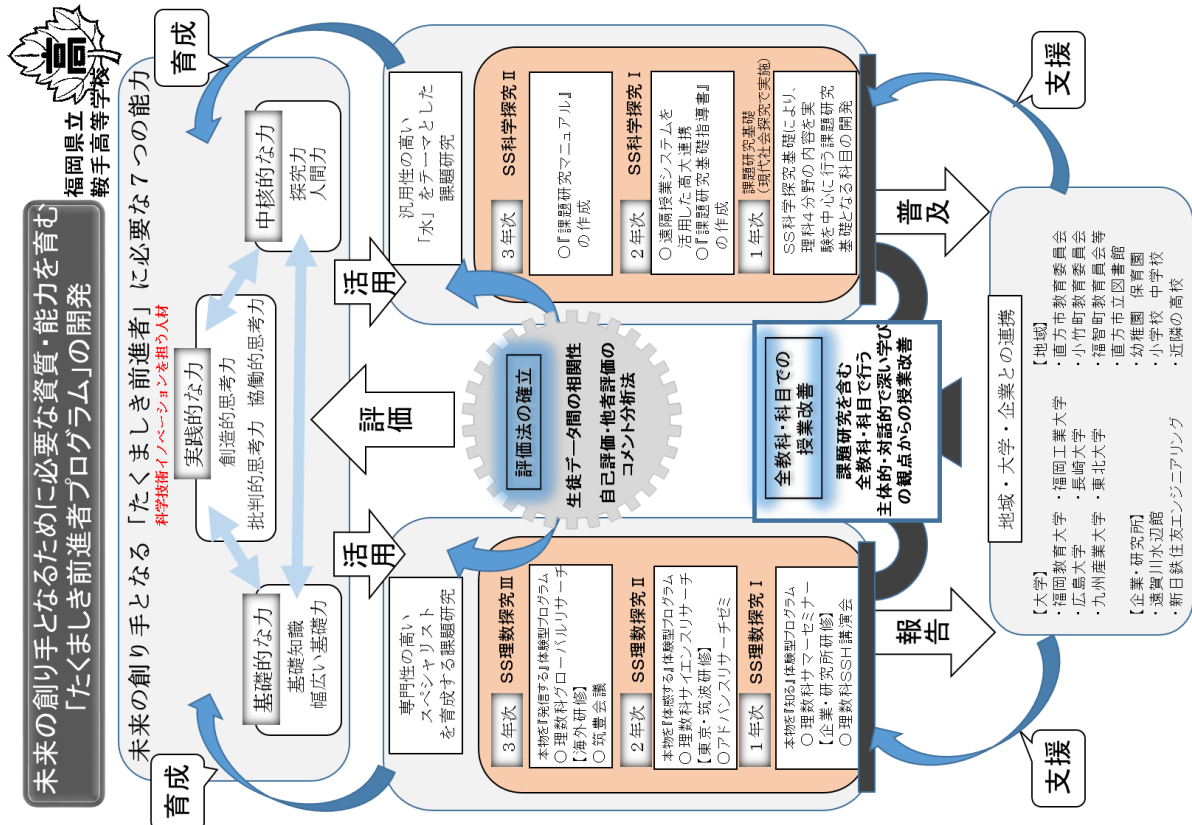 未来の創り手となるために必要な資質・能力を育む
「たくましき前進者プログラム」の開発
高
福岡県立
鞍手高等学校
未来の創り手となる「たくましき前進者」に必要な７つの能力
科学技術イノベーションを担う人材
育成
育成
基礎的な力
基礎知識
幅広い基礎力
実践的な力
創造的思考力
批判的思考力　協働的思考力
中核的な力
探究力
人間力
活用
評価
活用
専門性の高い
スペシャリスト
を育成する課題研究
SS理数探究Ⅲ
３年次
本物を『発信する』体験型プログラム
○理数科グローバルリサーチ
【海外研修】
○筑豊会議
SS理数探究Ⅱ
２年次
本物を『体感する』体験型プログラム
○理数科サイエンスリサーチ
【東京・筑波研修】
○アドバンスリサーチゼミ
SS理数探究Ⅰ
１年次
本物を『知る』体験型プログラム
○理数科サマーセミナー
【企業・研究所研修】
○理数科SSH講演会
評価法の確立
生徒データ間の相関性
自己評価・他者評価の
コメント分析法
全教科・科目での
授業改善
課題研究を含む
全教科・科目で行う
主体的・対話的で深い学び
の観点からの授業改善
汎用性の高い
「水」をテーマとした
課題研究
SS科学探究Ⅱ
３年次
○『課題研究マニュアル』
の作成
SS科学探究Ⅰ
２年次
○遠隔授業システムを
活用した高大連携
○『課題研究基礎指導書』
の作成
課題研究基礎
（現代社会探究で実施）
１年次
SS科学探究基礎により、
理科４分野の内容を実
験を中心に行う課題研究
基礎となる科目の開発
報告
普及
支援
支援
地域・大学・企業との連携
【大学】
・福岡教育大学・福岡工業大学
・広島大学　・長崎大学
・九州産業大学・東北大学
【企業・研究所】
・遠賀川水辺館
・新日鉄住友エンジニアリング
【地域】
・直方市教育委員会
・小竹町教育委員会
・福智町教育員会等
・直方市立図書館
・幼稚園　保育園
・小学校　中学校
・近隣の高校